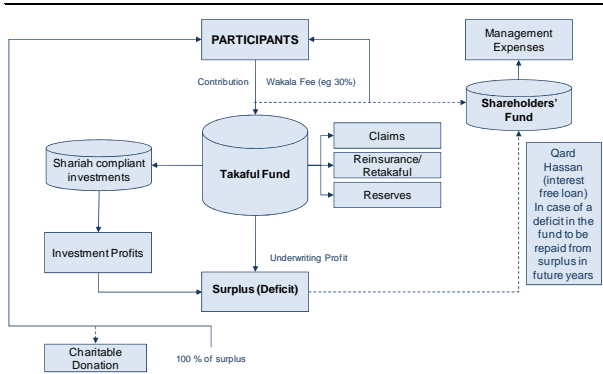 PARTICIPANTS
Management
Expenses
Contribution
Wakala Fee (eg 30%)
Shareholders'
Fund
Claims
Shariah compliant
investments
Takaful Fund
Reinsurance/
Retakaful
Reserves
Qard
Hassan
(interest
free loan)
In case of a
deficit in the
fund to be
repaid from
surplus in
future years
Investment Profits
Underwriting Profit
Surplus (Deficit)
Charitable
Donation
100 % of surplus